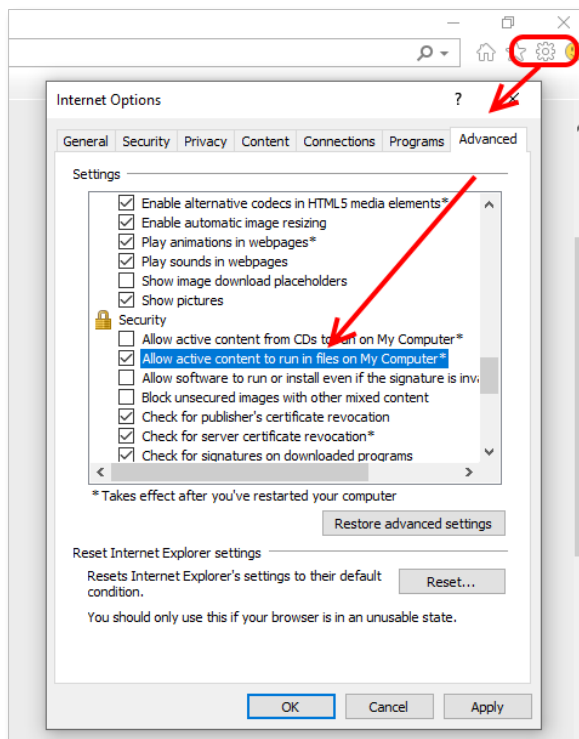 Internet Options
?
General Security Privacy Content Connections Programs Advanced
Settings
Enable alternative codecs in HTML5 media elements*
Enable automatic image resizing
Play animations in webpages*
Play sounds in webpages
Show image download placeholders
Show pictures
Security
Allow active content from CDs to run on My Computer*
Allow active content to run in files on My Computer*
Allow software to run or install even if the signature is
Block unsecured images with other mixed content
Check for publisher's certificate revocation
Check for server certificate revocation*
Check for signatures on downloaded programs
* Takes effect after you've restarted your computer
Restore advanced settings
Reset Internet Explorer settings
Resets Internet Explorer's settings to their default
condition.
Reset...
You should only use this if your browser is in an unusable state.
OK Cancel Apply